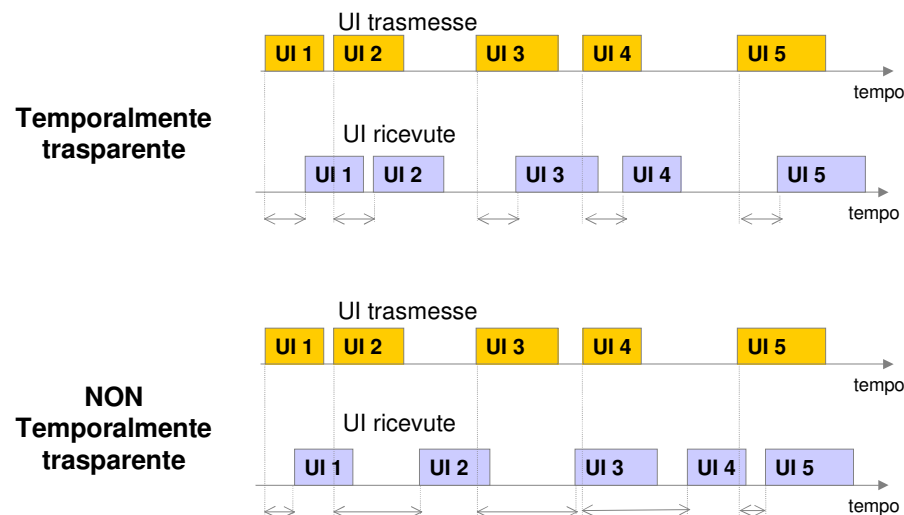 UI trasmesse
UI 1 UI 2 UI 3 UI 4 UI 5
tempo
Temporalmente
trasparente
UI ricevute
UI 1 UI 2 UI 3 UI 4 UI 5
tempo
UI trasmesse
UI 1 UI 2 UI 3 UI 4 UI 5
tempo
NON
Temporalmente
trasparente
UI ricevute
UI 1 UI 2 UI 3 UI 4 UI 5
tempo